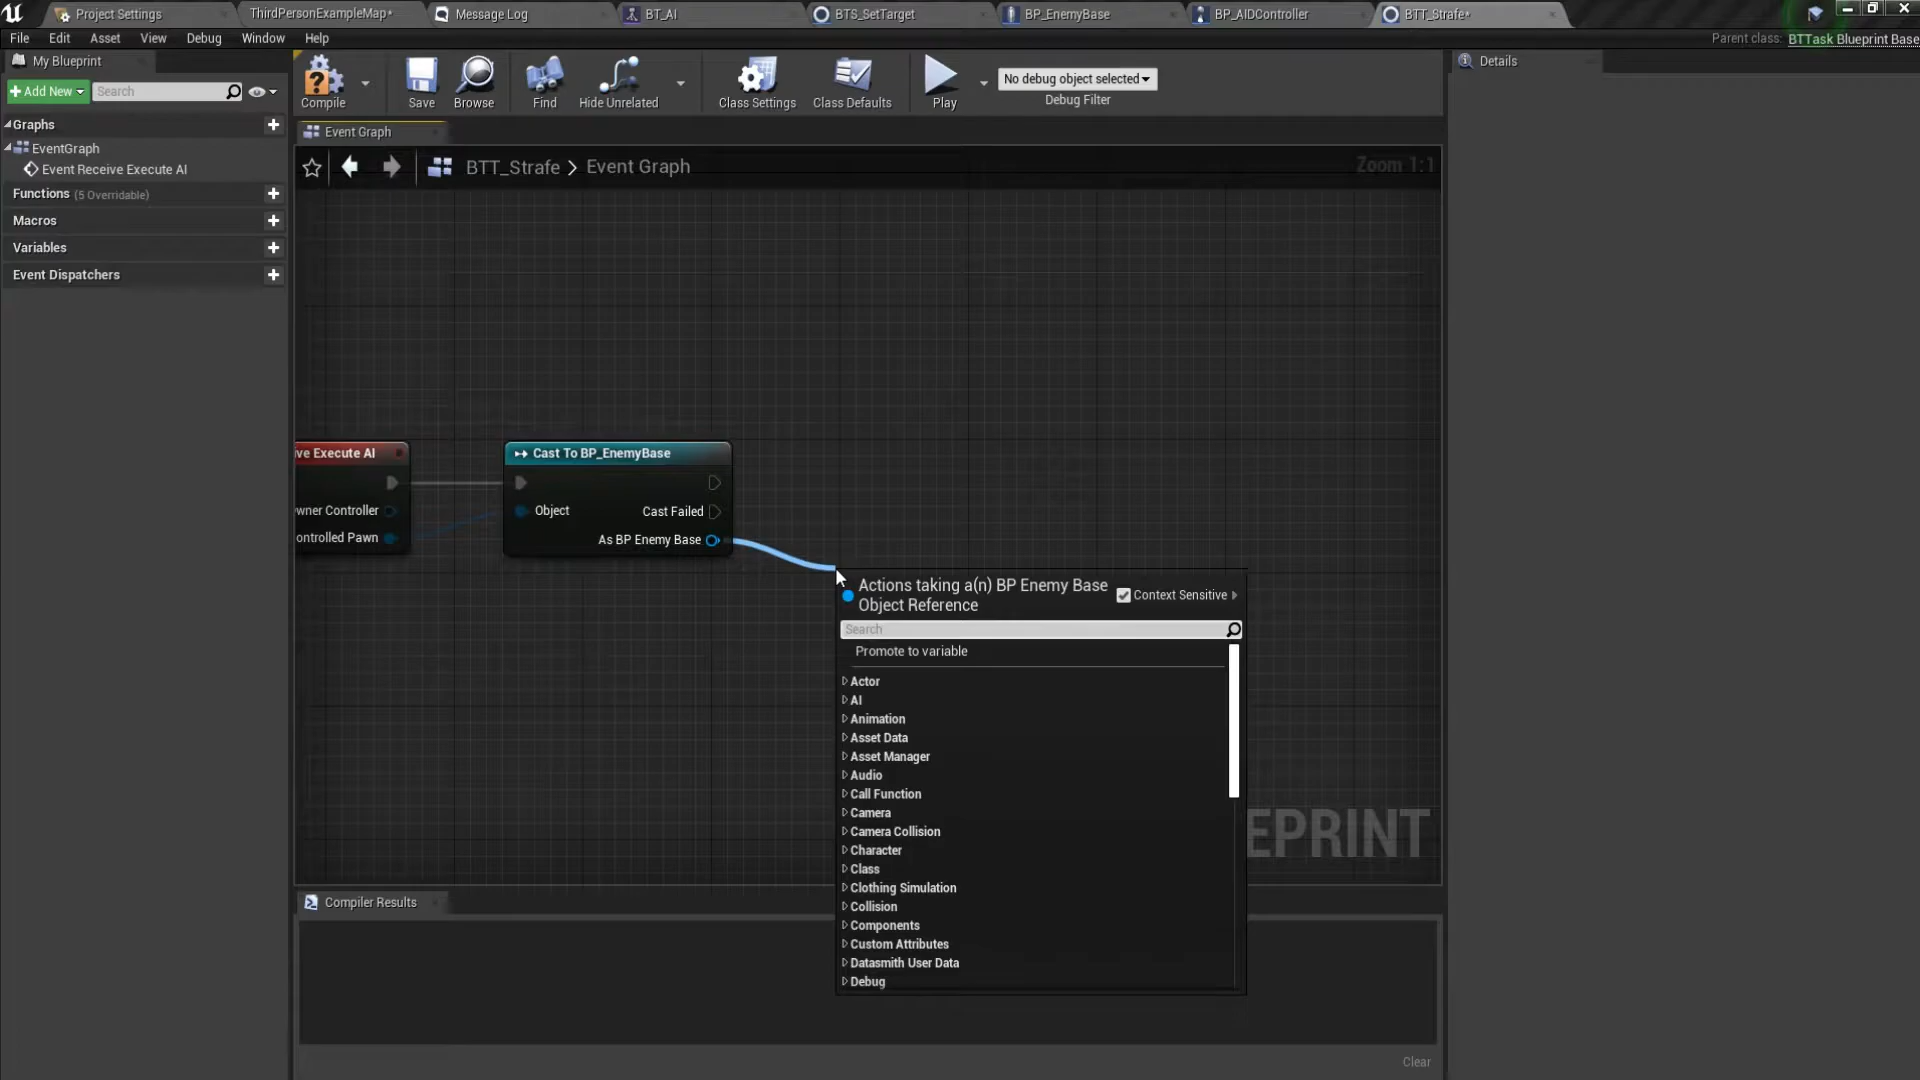 Project Settings
ThirdPersonExampleMap*
Message Log
BT_AI
BTS_SetTarget
BP_EnemyBase
BP_AIDController
BTT_Strafe*
File Edit Asset View Debug Window Help
Parent class: BTTask Blueprint Base
My Blueprint
Add New
Search
Compile
Save
Browse
Find
Hide Unrelated
Class Settings
Class Defaults
Play
No debug object selected
Debug Filter
Details
Graphs
EventGraph
Event Receive Execute AI
Functions (5 Overridable)
Macros
Variables
Event Dispatchers
Event Graph
BTT_Strafe > Event Graph
Zoom 1:1
ive Execute AI
wner Controller
ontrolled Pawn
Cast To BP_EnemyBase
Object
Cast Failed
As BP Enemy Base
Actions taking a(n) BP Enemy Base
Object Reference
Context Sensitive
Search
Promote to variable
Actor
AI
Animation
Asset Data
Asset Manager
Audio
Call Function
Camera
Camera Collision
Character
Class
Clothing Simulation
Collision
Components
Custom Attributes
Datasmith User Data
Debug
EPRINT
Compiler Results
Clear